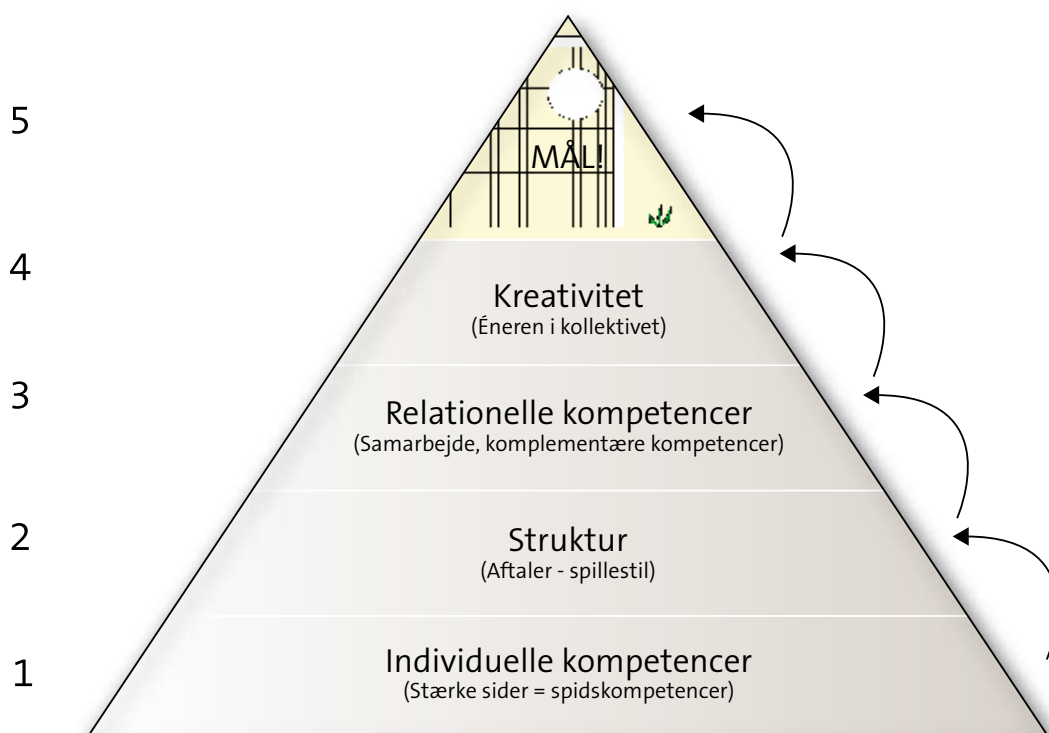 5
MÅL!
4
Kreativitet
(Éneren i kollektivet)
3
Relationelle kompetencer
(Samarbejde, komplementære kompetencer)
2
Struktur
(Aftaler - spillestil)
1
Individuelle kompetencer
(Stærke sider = spidskompetencer)